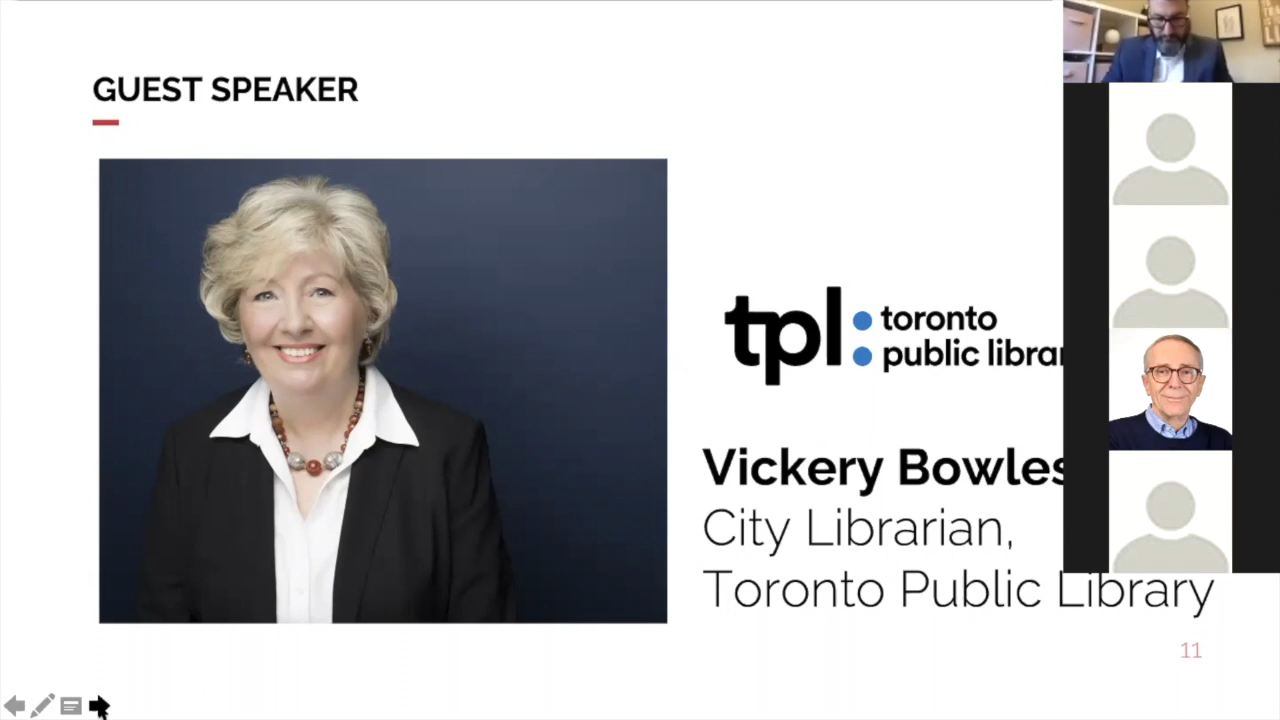 GUEST SPEAKER
tpl: toronto
public librar
Vickery Bowles
City Librarian,
Toronto Public Library
11